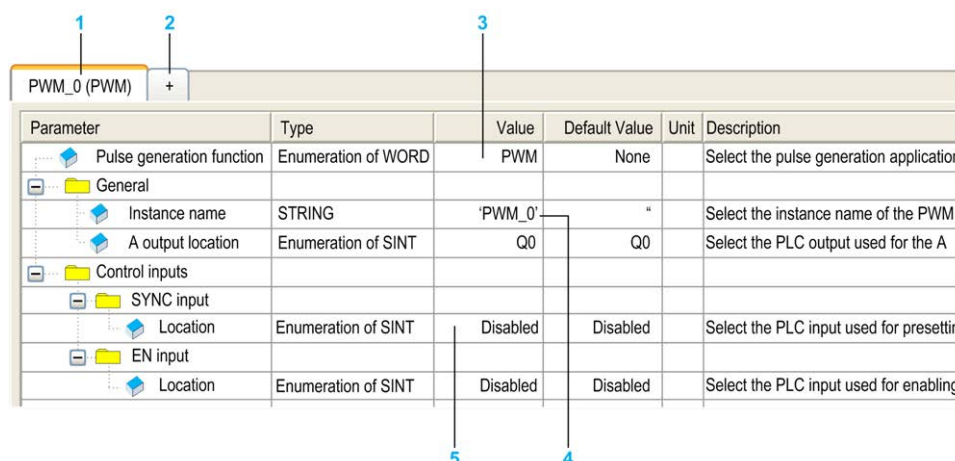 1 2 3
PWM_0 (PWM) +
Parameter Type Value Default Value Unit Description
Pulse generation function Enumeration of WORD PWM None Select the pulse generation application
General
Instance name STRING 'PWM_0' “ Select the instance name of the PWM
A output location Enumeration of SINT Q0 Q0 Select the PLC output used for the A
Control inputs
SYNC input
Location Enumeration of SINT Disabled Disabled Select the PLC input used for presettin
EN input
Location Enumeration of SINT Disabled Disabled Select the PLC input used for enabling
5 4